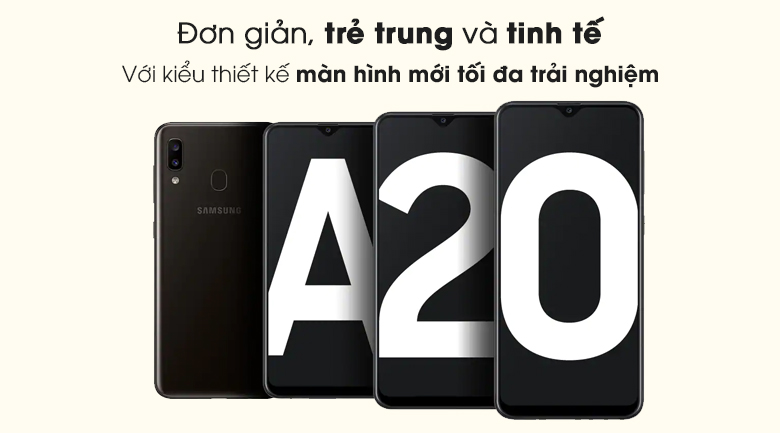 Đơn giản, trẻ trung và tinh tế
Với kiểu thiết kế màn hình mới tối đa trải nghiệm
SAMSUNG
A20